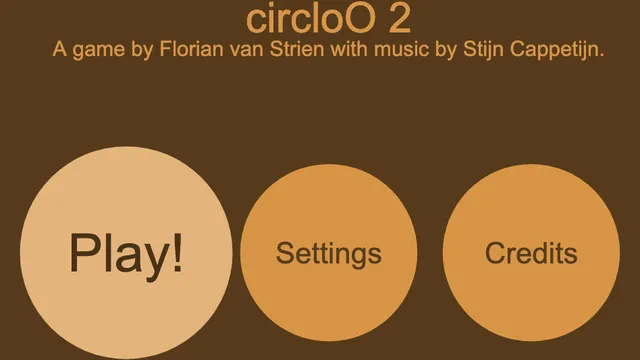 circloO 2
A game by Florian van Strien with music by Stijn Cappetijn.
Play!
Settings
Credits